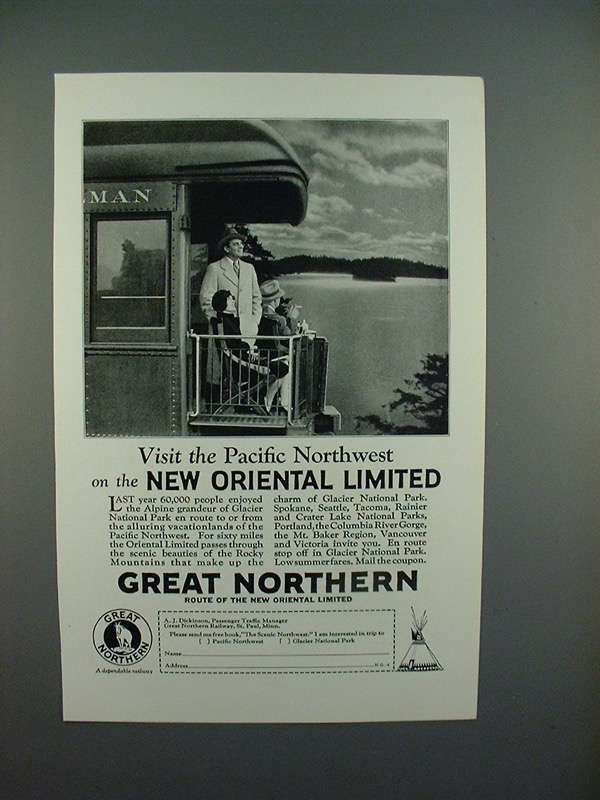 MAN
Visit the Pacific Northwest
on the NEW ORIENTAL LIMITED
LAST year 60,000 people enjoyed
the Alpine grandeur of Glacier
National Park en route to or from
the alluring vacationlands of the
Pacific Northwest. For sixty miles
the Oriental Limited passes through
the scenic beauties of the Rocky
Mountains that make up the
charm of Glacier National Park.
Spokane, Seattle, Tacoma, Rainier
and Crater Lake National Parks,
Portland, the Columbia River Gorge,
the Mt. Baker Region, Vancouver
and Victoria invite you. En route
stop off in Glacier National Park.
Low summer fares. Mail the coupon.
GREAT NORTHERN
ROUTE OF THE NEW ORIENTAL LIMITED
GREAT
NORTHERN
A dependable railway
A. J. Dickinson, Passenger Traffic Manager
Great Northern Railway, St. Paul, Minn.
Please send me free book, "The Scenic Northwest." I am interested in trip to
[ ] Pacific Northwest [ ] Glacier National Park
Name
Address
N.G.-4